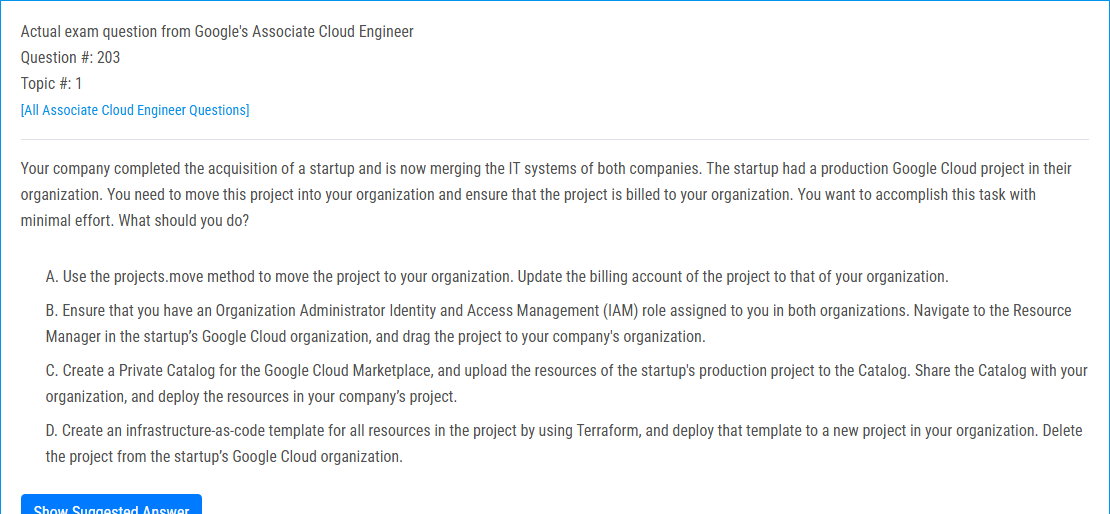 Actual exam question from Google's Associate Cloud Engineer
Question #: 203
Topic #: 1
[All Associate Cloud Engineer Questions]
Your company completed the acquisition of a startup and is now merging the IT systems of both companies. The startup had a production Google Cloud project in their
organization. You need to move this project into your organization and ensure that the project is billed to your organization. You want to accomplish this task with
minimal effort. What should you do?
A. Use the projects.move method to move the project to your organization. Update the billing account of the project to that of your organization.
B. Ensure that you have an Organization Administrator Identity and Access Management (IAM) role assigned to you in both organizations. Navigate to the Resource
Manager in the startup’s Google Cloud organization, and drag the project to your company's organization.
C. Create a Private Catalog for the Google Cloud Marketplace, and upload the resources of the startup's production project to the Catalog. Share the Catalog with your
organization, and deploy the resources in your company’s project.
D. Create an infrastructure-as-code template for all resources in the project by using Terraform, and deploy that template to a new project in your organization. Delete
the project from the startup’s Google Cloud organization.
Show Suggested Answer